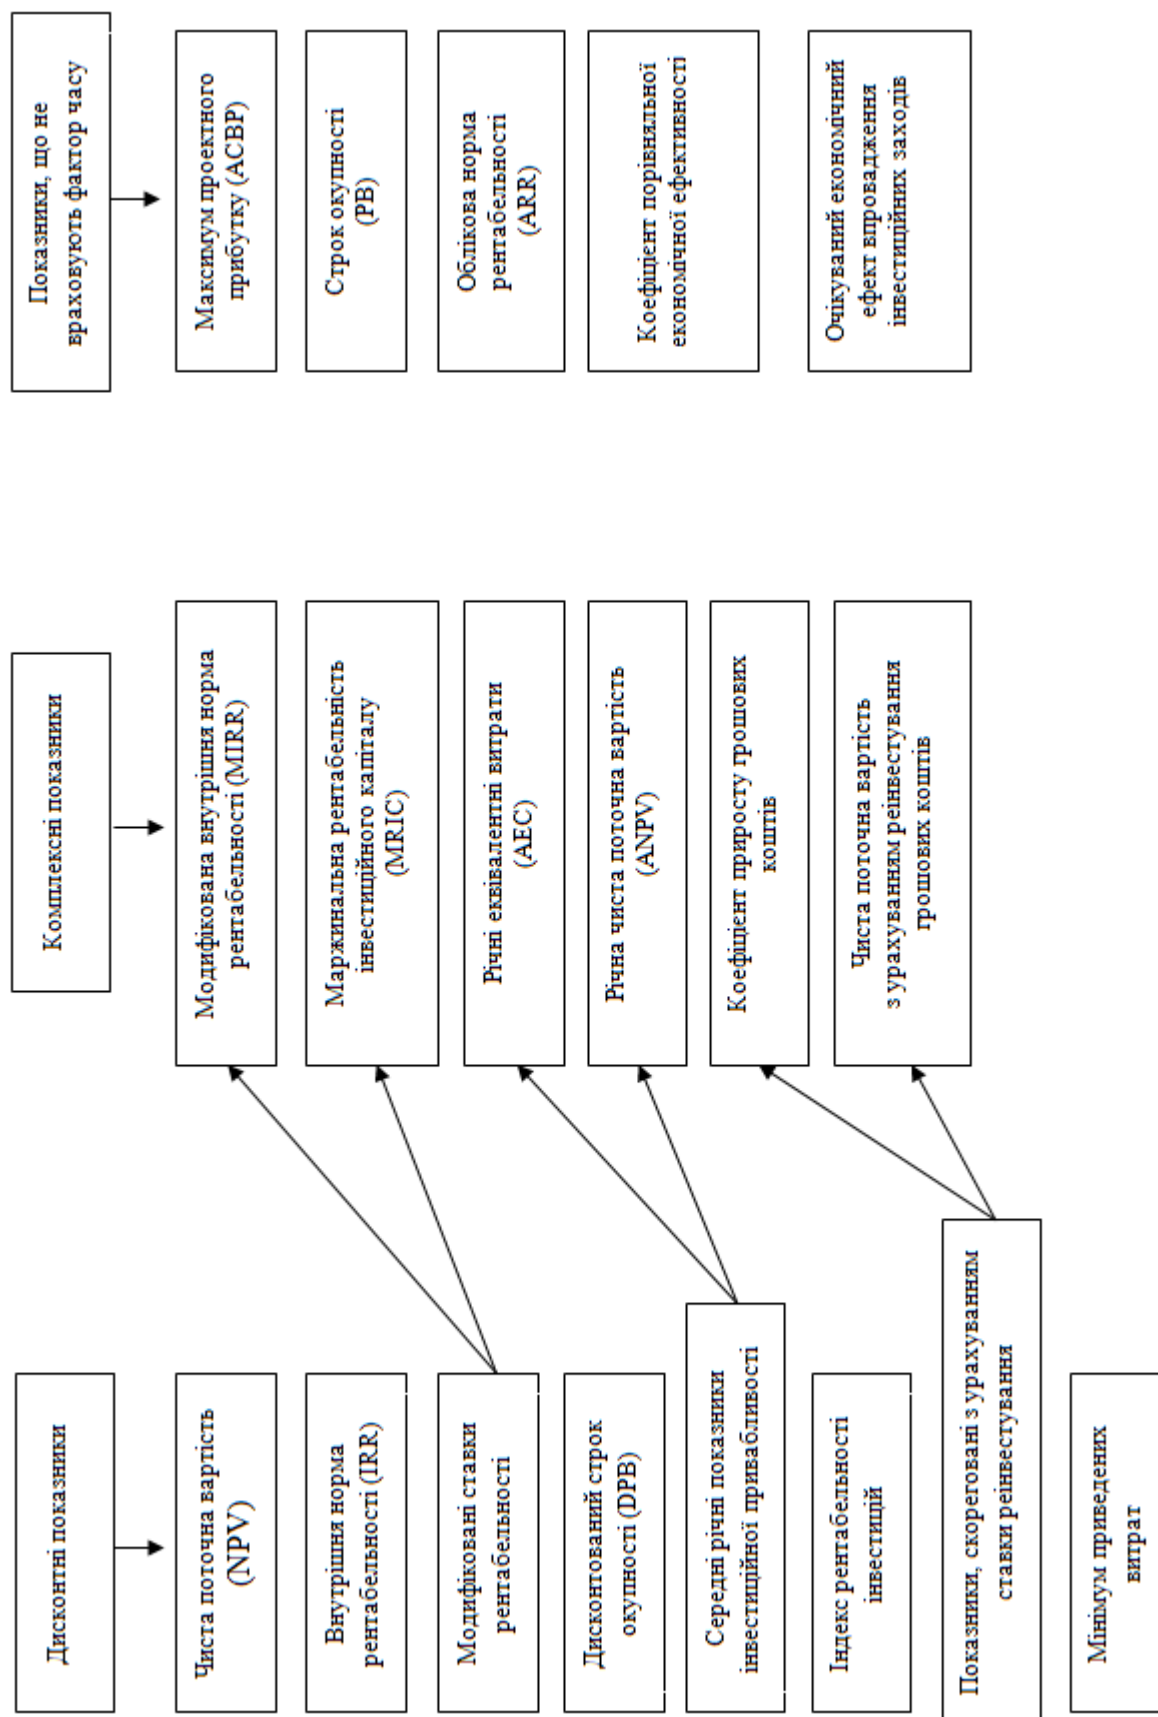 Дисконтні показники
Чиста поточна вартість
(NPV)
Внутрішня норма
рентабельності (IRR)
Модифіковані ставки
рентабельності
Дисконтований строк
окупності (DPB)
Середні річні показники
інвестиційної привабливості
Індекс рентабельності
інвестицій
Показники, скореговані з урахуванням
ставки реінвестування
Мінімум приведених
витрат
Комплексні показники
Модифікована внутрішня норма
рентабельності (MIRR)
Маржинальна рентабельність
інвестиційного капіталу
(MRIC)
Річні еквівалентні витрати
(AEC)
Річна чиста поточна вартість
(ANPV)
Коефіцієнт приросту грошових
коштів
Чиста поточна вартість
з урахуванням реінвестування
грошових коштів
Показники, що не
враховують фактор часу
Максимум проектного
прибутку (ACBP)
Строк окупності
(PB)
Облікова норма
рентабельності
(ARR)
Коефіцієнт порівняльної
економічної ефективності
Очікуваний економічний
ефект впровадження
інвестиційних заходів